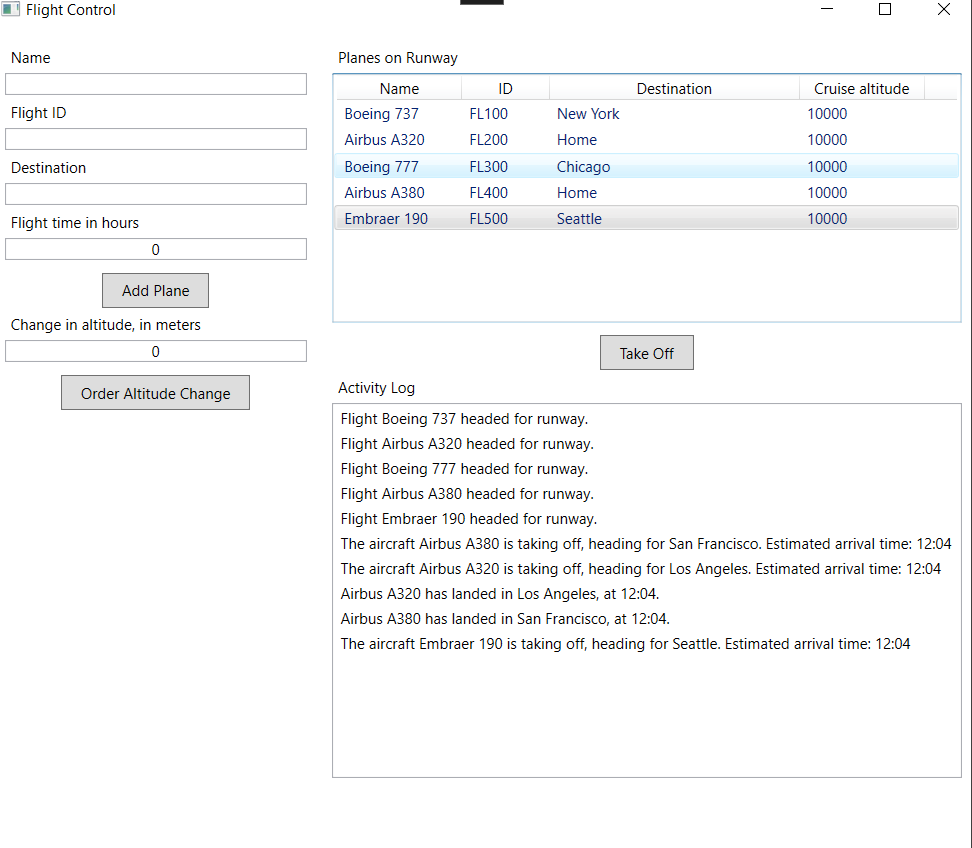 Flight Control
Name
Flight ID
Destination
Flight time in hours
0
Add Plane
Change in altitude, in meters
0
Order Altitude Change
Planes on Runway
Name ID Destination Cruise altitude
Boeing 737 FL100 New York 10000
Airbus A320 FL200 Home 10000
Boeing 777 FL300 Chicago 10000
Airbus A380 FL400 Home 10000
Embraer 190 FL500 Seattle 10000
Take Off
Activity Log
Flight Boeing 737 headed for runway.
Flight Airbus A320 headed for runway.
Flight Boeing 777 headed for runway.
Flight Airbus A380 headed for runway.
Flight Embraer 190 headed for runway.
The aircraft Airbus A380 is taking off, heading for San Francisco. Estimated arrival time: 12:04
The aircraft Airbus A320 is taking off, heading for Los Angeles. Estimated arrival time: 12:04
Airbus A320 has landed in Los Angeles, at 12:04.
Airbus A380 has landed in San Francisco, at 12:04.
The aircraft Embraer 190 is taking off, heading for Seattle. Estimated arrival time: 12:04